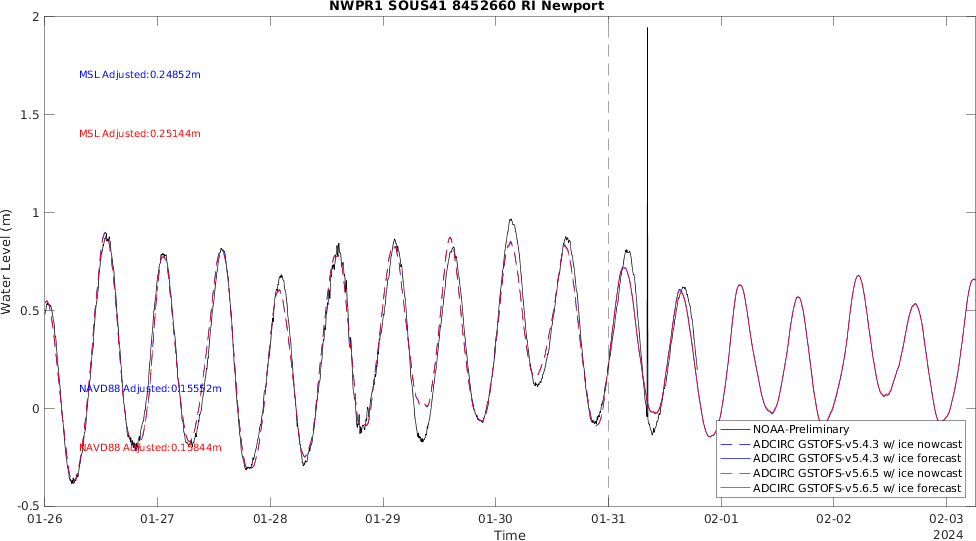 NWPR1 SOUS41 8452660 RI Newport
2
1.5
1
0.5
0
-0.5
Water Level (m)
MSL Adjusted:0.24852m
MSL Adjusted:0.25144m
NAVD88 Adjusted:0.15552m
NAVD88 Adjusted:0.15844m
NOAA-Preliminary
ADCIRC GSTOFS-v5.4.3 w/ ice nowcast
ADCIRC GSTOFS-v5.4.3 w/ ice forecast
ADCIRC GSTOFS-v5.6.5 w/ ice nowcast
ADCIRC GSTOFS-v5.6.5 w/ ice forecast
01-26 01-27 01-28 01-29 01-30 01-31 02-01 02-02 02-03
Time
2024